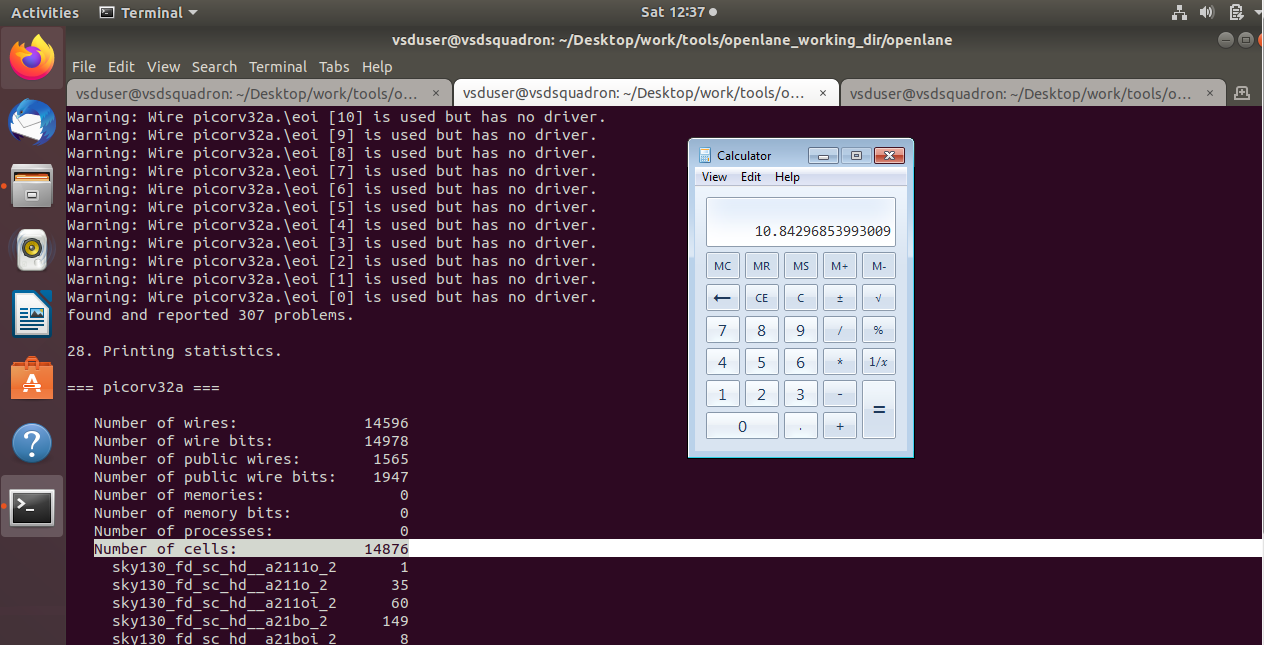 Activities Terminal Sat 12:37
vsduser@vsdsquadron: ~/Desktop/work/tools/openlane_working_dir/openlane
File Edit View Search Terminal Tabs Help
vsduser@vsdsquadron: ~/Desktop/work/tools/o... × vsduser@vsdsquadron: ~/Desktop/work/tools/o... × vsduser@vsdsquadron: ~/Desktop/work/tools/o... ×
Warning: Wire picorv32a.\eoi [10] is used but has no driver.
Warning: Wire picorv32a.\eoi [9] is used but has no driver.
Warning: Wire picorv32a.\eoi [8] is used but has no driver.
Warning: Wire picorv32a.\eoi [7] is used but has no driver.
Warning: Wire picorv32a.\eoi [6] is used but has no driver.
Warning: Wire picorv32a.\eoi [5] is used but has no driver.
Warning: Wire picorv32a.\eoi [4] is used but has no driver.
Warning: Wire picorv32a.\eoi [3] is used but has no driver.
Warning: Wire picorv32a.\eoi [2] is used but has no driver.
Warning: Wire picorv32a.\eoi [1] is used but has no driver.
Warning: Wire picorv32a.\eoi [0] is used but has no driver.
found and reported 307 problems.
28. Printing statistics.
=== picorv32a ===
Number of wires: 14596
Number of wire bits: 14978
Number of public wires: 1565
Number of public wire bits: 1947
Number of memories: 0
Number of memory bits: 0
Number of processes: 0
Number of cells: 14876
sky130_fd_sc_hd__a2111o_2 1
sky130_fd_sc_hd__a211o_2 35
sky130_fd_sc_hd__a211oi_2 60
sky130_fd_sc_hd__a21bo_2 149
sky130_fd_sc_hd__a21boi_2 8
Calculator
View Edit Help
10.84296853993009
MC MR MS M+ M-
← CE C ± √
7 8 9 / %
4 5 6 * 1/x
1 2 3 - =
0 . +